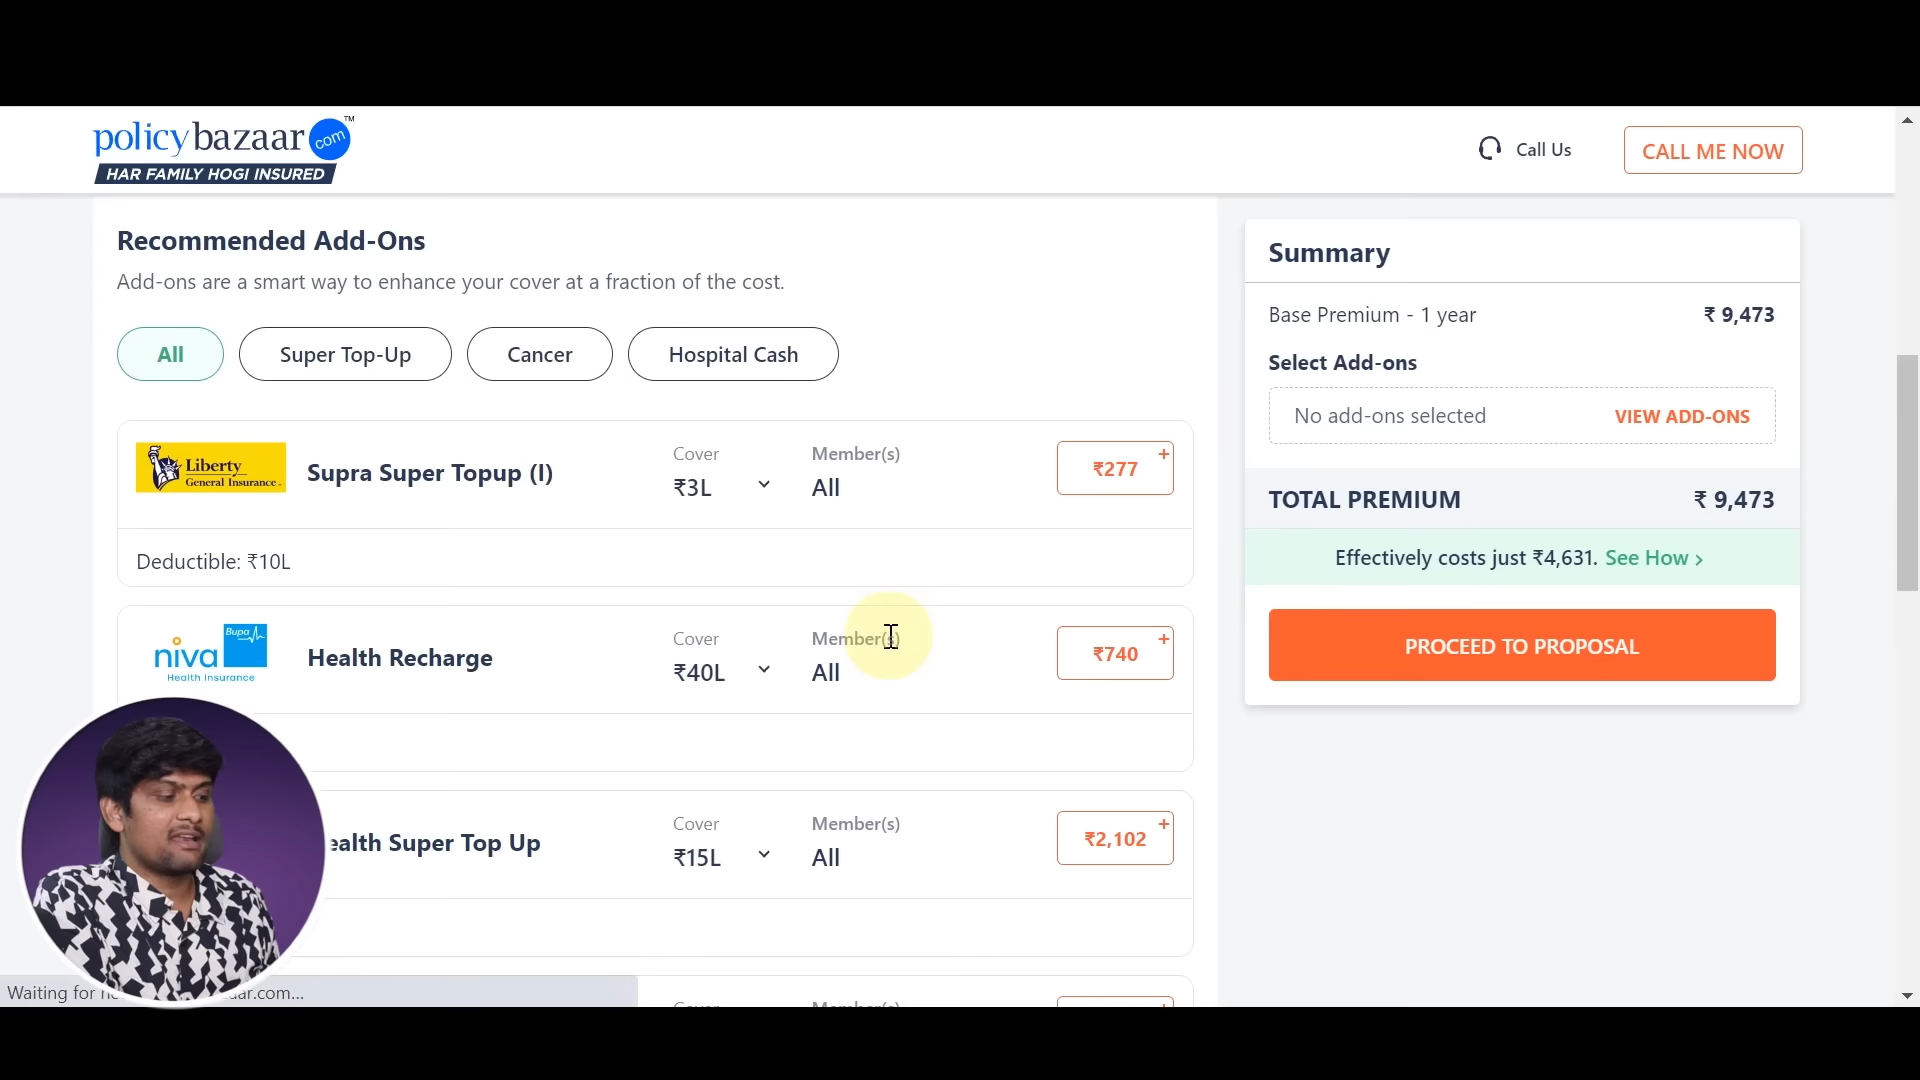 policybazaar com TM
HAR FAMILY HOGI INSURED
Call Us
CALL ME NOW
Recommended Add-Ons
Add-ons are a smart way to enhance your cover at a fraction of the cost.
All
Super Top-Up
Cancer
Hospital Cash
Liberty
General Insurance
Supra Super Topup (I)
Cover
₹3L
Member(s)
All
₹277 +
Deductible: ₹10L
niva Bupa
Health Insurance
Health Recharge
Cover
₹40L
Member(s)
All
₹740 +
Super Top Up
Cover
₹15L
Member(s)
All
₹2,102 +
Summary
Base Premium - 1 year ₹ 9,473
Select Add-ons
No add-ons selected VIEW ADD-ONS
TOTAL PREMIUM ₹ 9,473
Effectively costs just ₹4,631. See How ›
PROCEED TO PROPOSAL
Waiting for